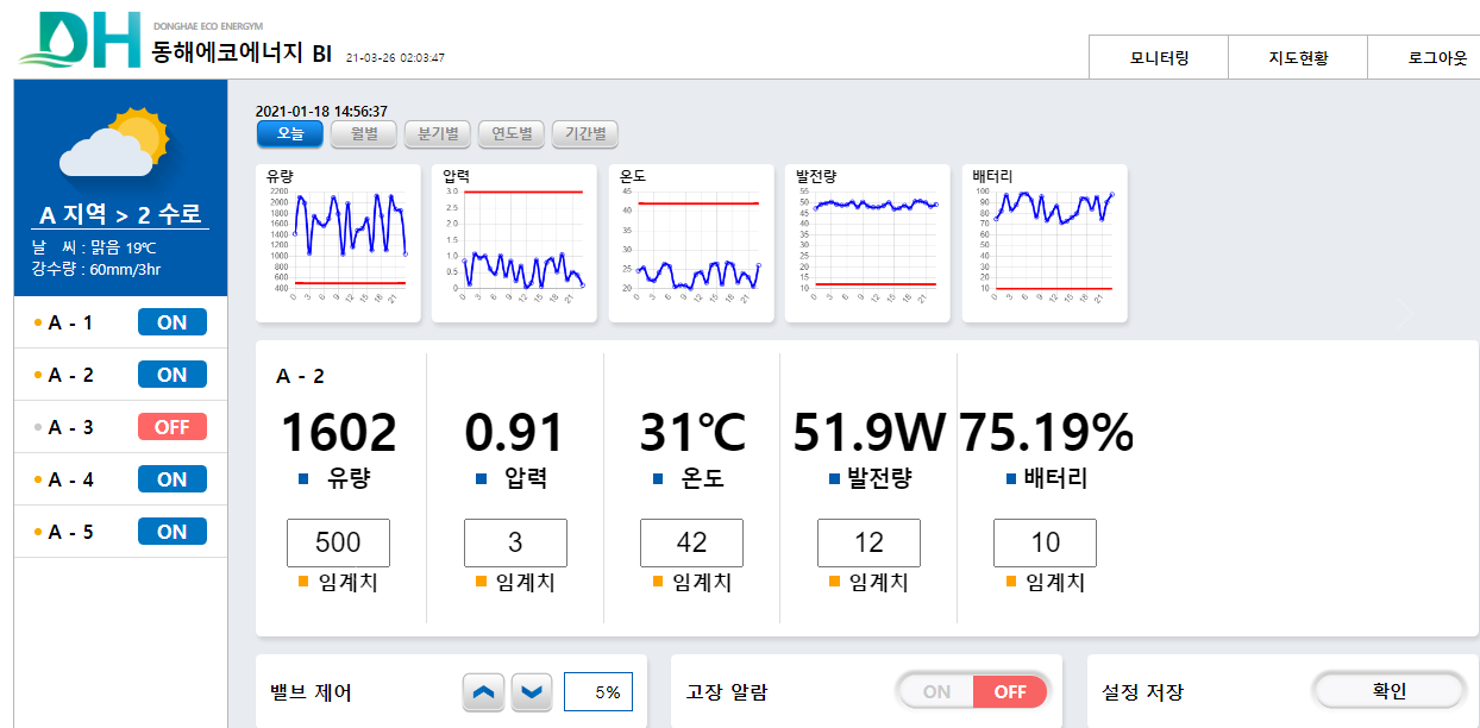 DH
DONGHAE ECO ENERGYM
동해에코에너지 BI 21-03-26 02:03:47
모니터링 지도현황 로그아웃
A 지역 > 2 수로
날 씨 : 맑음 19℃
강수량 : 60mm/3hr
A - 1 ON
A - 2 ON
A - 3 OFF
A - 4 ON
A - 5 ON
2021-01-18 14:56:37
오늘 월별 분기별 연도별 기간별
유량
2200
2000
1800
1600
1400
1200
1000
800
600
400
0 3 6 9 12 15 18 21
압력
3.0
2.5
2.0
1.5
1.0
0.5
0
0 3 6 9 12 15 18 21
온도
45
40
35
30
25
20
0 3 6 9 12 15 18 21
발전량
55
50
45
40
35
30
25
20
15
10
0 3 6 9 12 15 18 21
배터리
100
90
80
70
60
50
40
30
20
10
0 3 6 9 12 15 18 21
A - 2
1602 0.91 31℃ 51.9W 75.19%
유량 압력 온도 발전량 배터리
500 3 42 12 10
임계치 임계치 임계치 임계치 임계치
밸브 제어 5% 고장 알람 ON OFF 설정 저장 확인